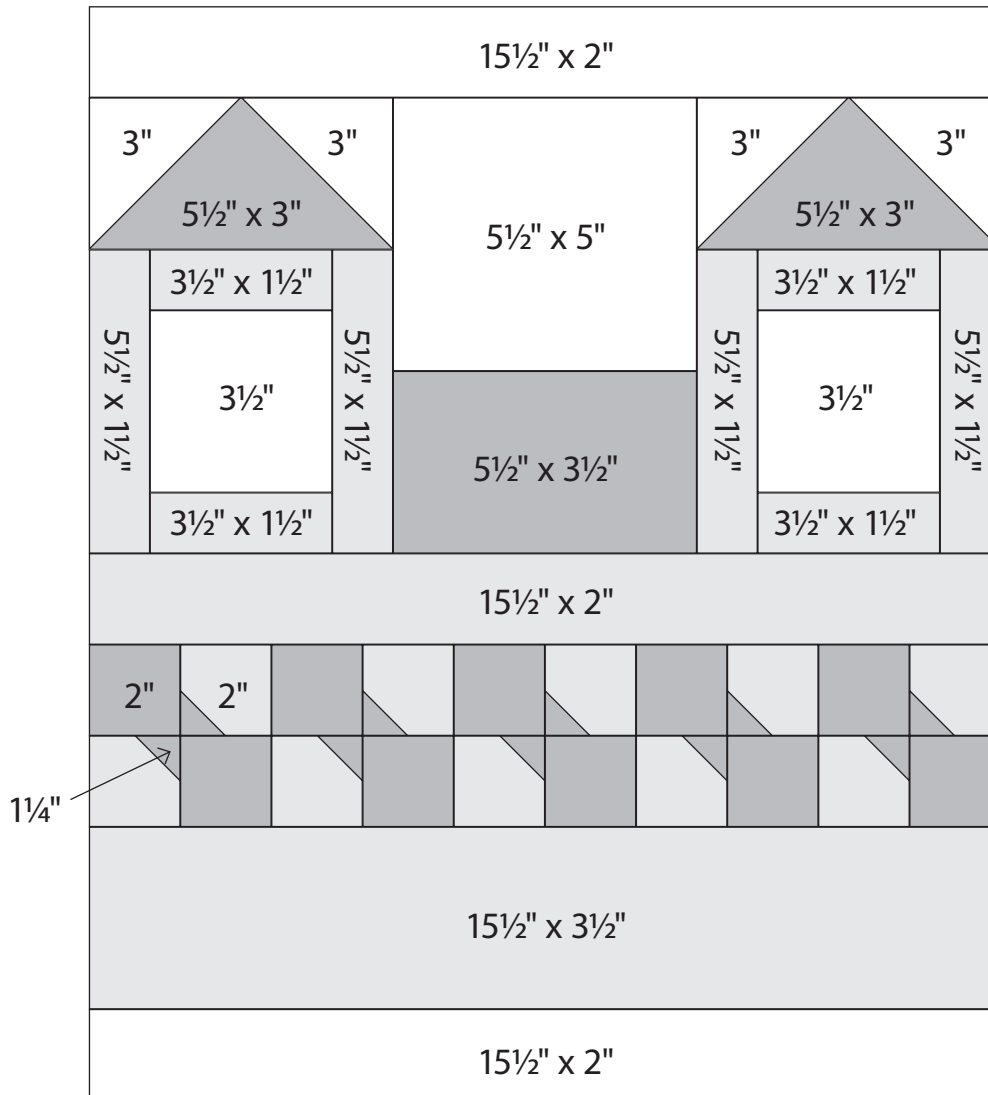 15½" x 2"
3"
3"
3"
3"
5½" x 3"
5½" x 5"
5½" x 3"
3½" x 1½"
3½" x 1½"
5½" x 1½"
3½"
5½" x 1½"
5½" x 1½"
3½"
5½" x 1½"
5½" x 3½"
3½" x 1½"
3½" x 1½"
15½" x 2"
2"
2"
1¼"
15½" x 3½"
15½" x 2"